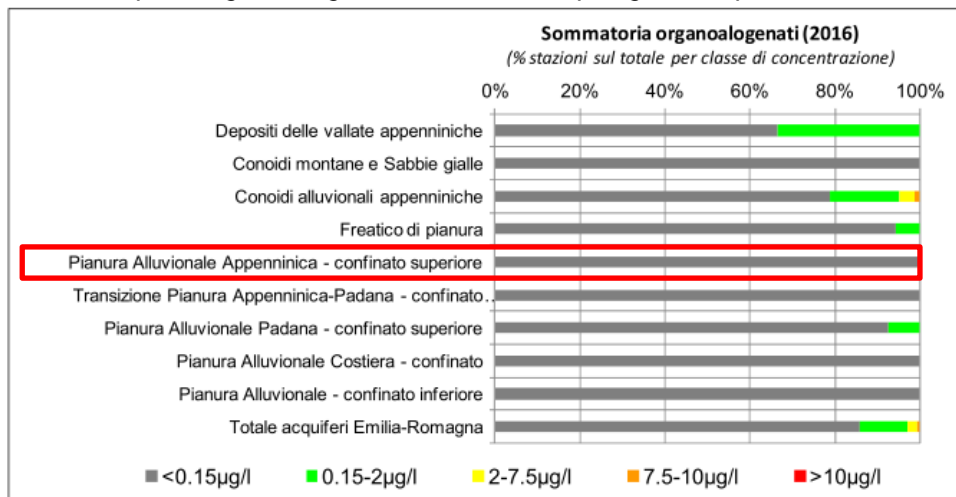 Sommatoria organoalogenati (2016)
(% stazioni sul totale per classe di concentrazione)
0% 20% 40% 60% 80% 100%
Depositi delle vallate appenniniche
Conoidi montane e Sabbie gialle
Conoidi alluvionali appenniniche
Freatico di pianura
Pianura Alluvionale Appenninica - confinato superiore
Transizione Pianura Appenninica-Padana - confinato..
Pianura Alluvionale Padana - confinato superiore
Pianura Alluvionale Costiera - confinato
Pianura Alluvionale - confinato inferiore
Totale acquiferi Emilia-Romagna
<0.15µg/l 0.15-2µg/l 2-7.5µg/l 7.5-10µg/l >10µg/l